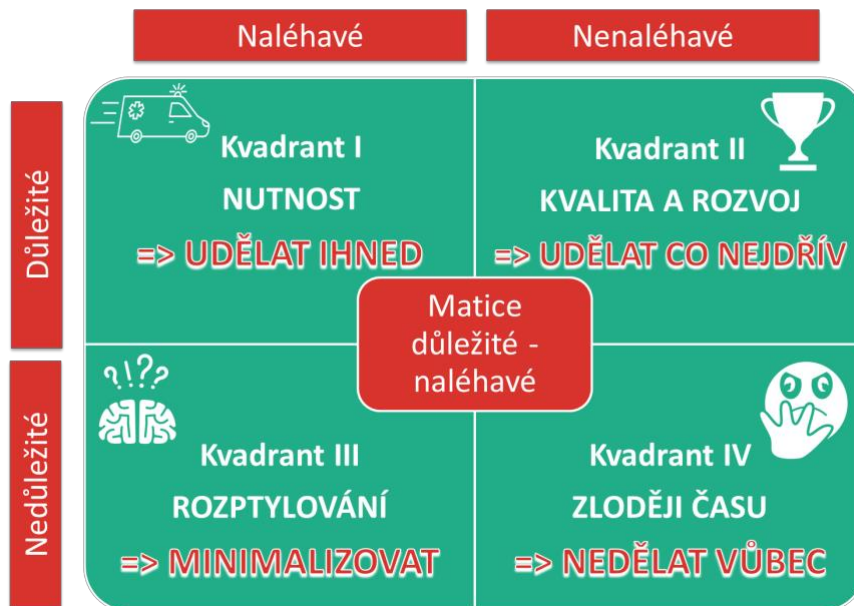 Naléhavé
Nenaléhavé
Důležité
Kvadrant I
NUTNOST
=> UDĚLAT IHNED
Kvadrant II
KVALITA A ROZVOJ
=> UDĚLAT CO NEJDŘÍV
Matice
důležité -
naléhavé
Nedůležité
?!??
Kvadrant III
ROZPTYLOVÁNÍ
=> MINIMALIZOVAT
Kvadrant IV
ZLODĚJI ČASU
=> NEDĚLAT VŮBEC